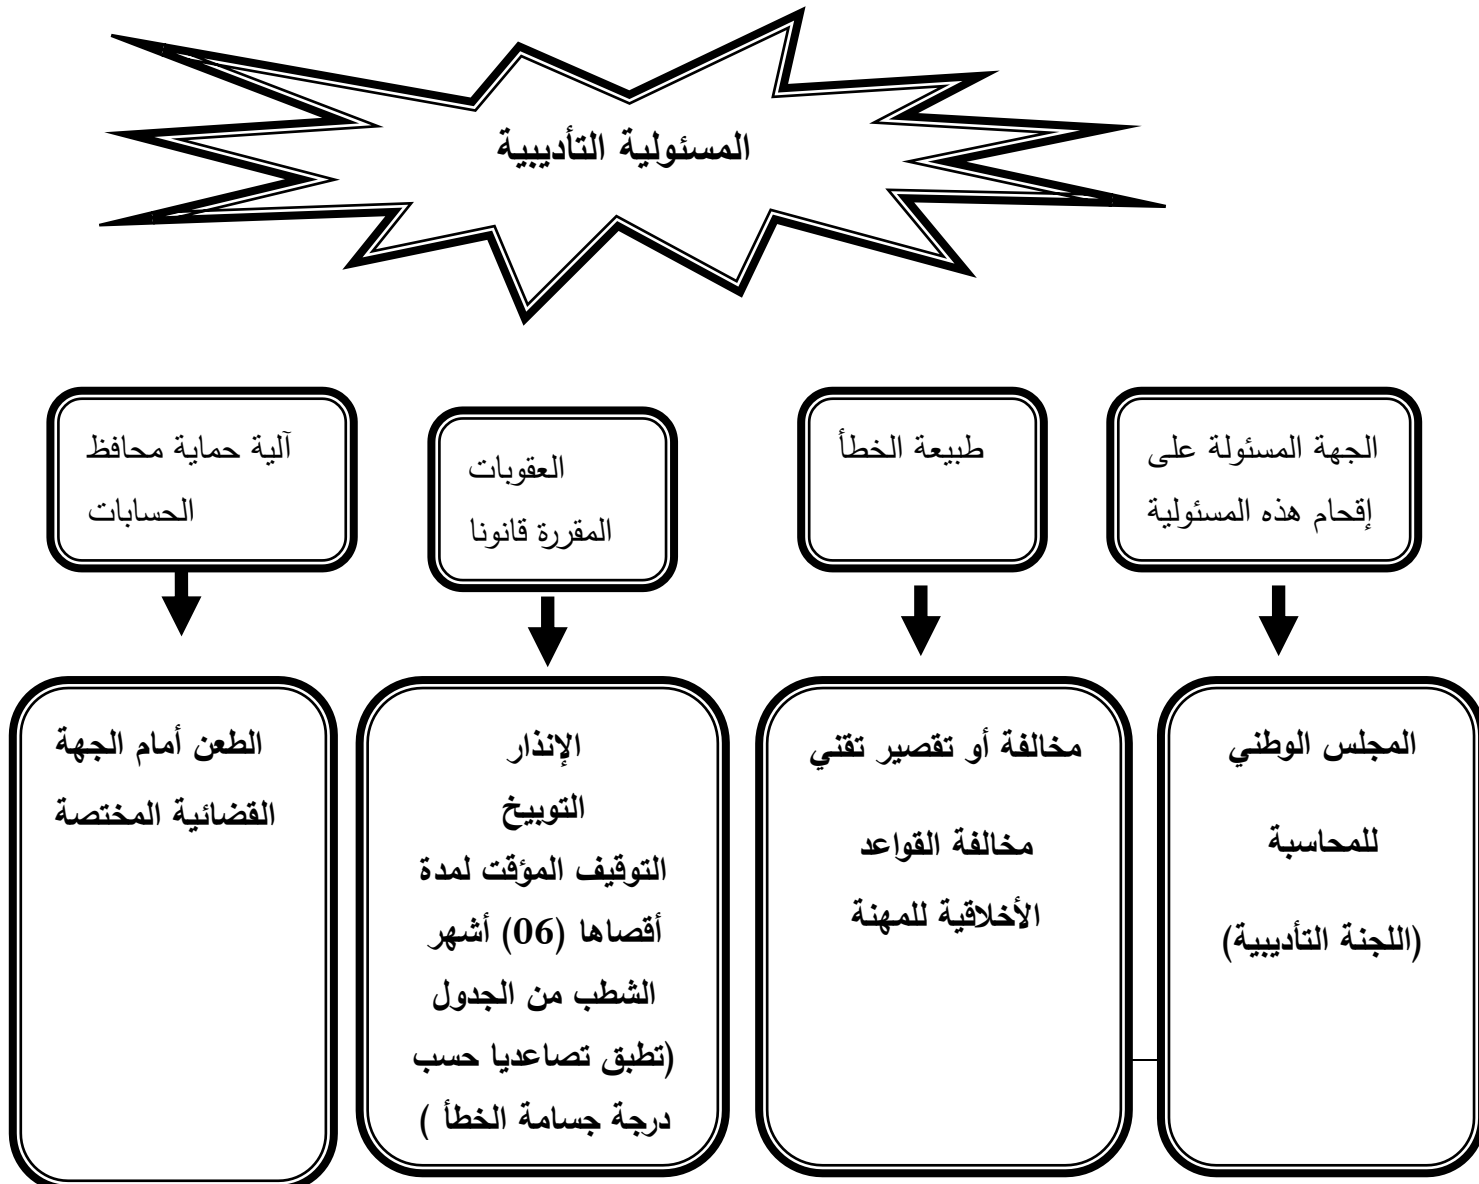 المسئولية التأديبية
الجهة المسئولة على
إقحام هذه المسئولية
طبيعة الخطأ
العقوبات
المقررة قانونا
آلية حماية محافظ
الحسابات
المجلس الوطني
للمحاسبة
(اللجنة التأديبية)
مخالفة أو تقصير تقني
مخالفة القواعد
الأخلاقية للمهنة
الإنذار
التوبيخ
التوقيف المؤقت لمدة
أقصاها (06) أشهر
الشطب من الجدول
(تطبق تصاعديا حسب
درجة جسامة الخطأ )
الطعن أمام الجهة
القضائية المختصة